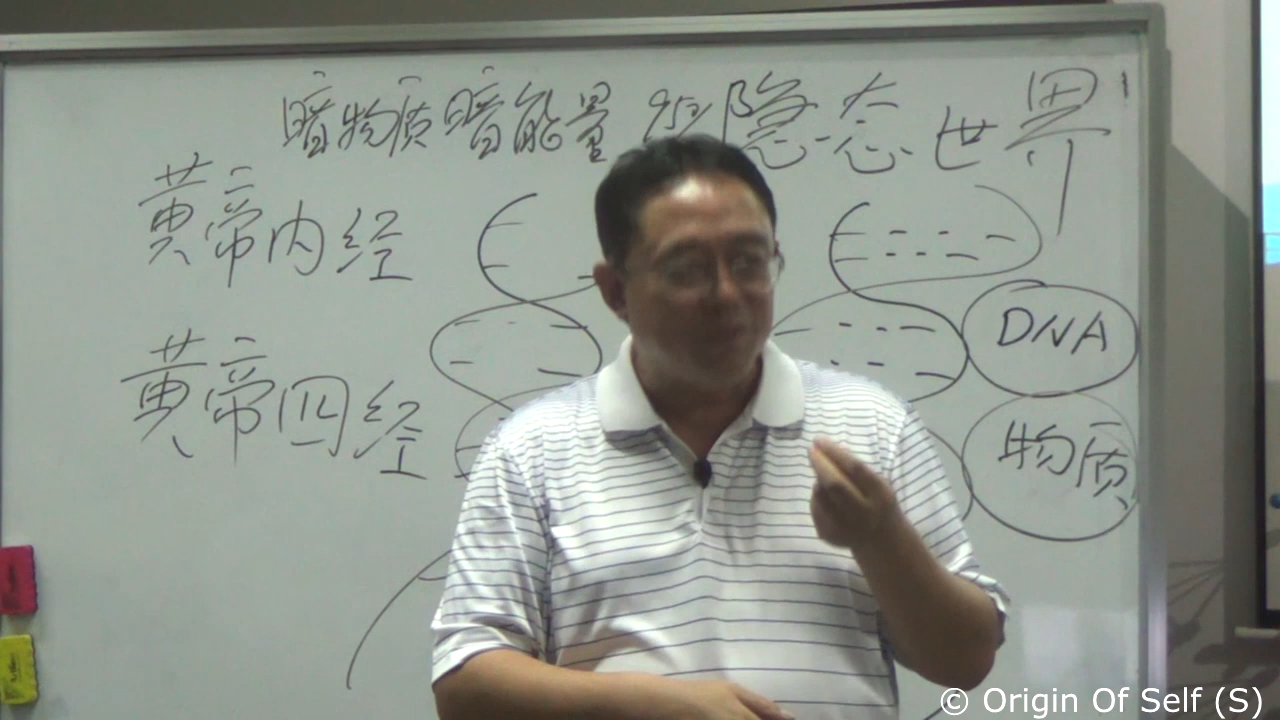 暗物质暗能量 95% 隐态世界
黄帝内经
黄帝四经
DNA
物质
© Origin Of Self (S)